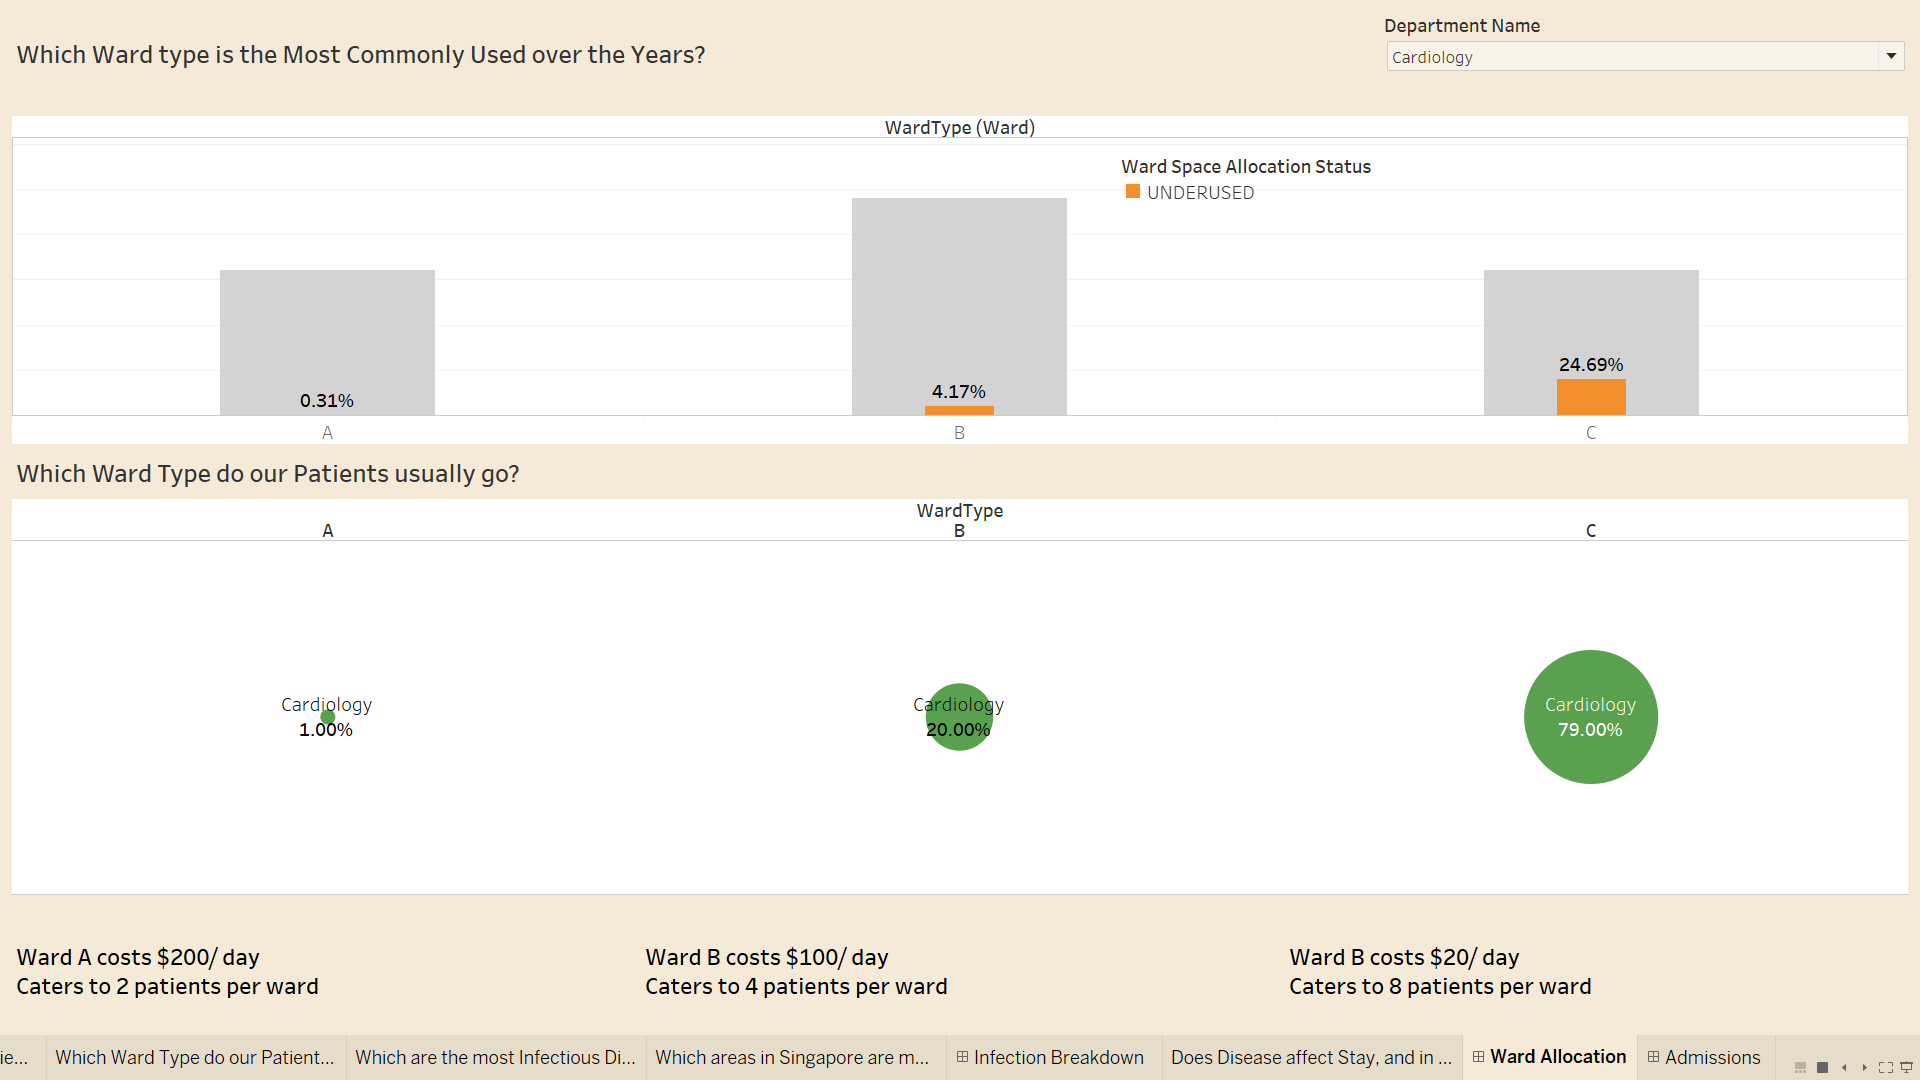 Which Ward type is the Most Commonly Used over the Years?
Department Name
Cardiology
WardType (Ward)
Ward Space Allocation Status
UNDERUSED
0.31%
4.17%
24.69%
A
B
C
Which Ward Type do our Patients usually go?
WardType
A
B
C
Cardiology
1.00%
Cardiology
20.00%
Cardiology
79.00%
Ward A costs $200/ day
Caters to 2 patients per ward
Ward B costs $100/ day
Caters to 4 patients per ward
Ward B costs $20/ day
Caters to 8 patients per ward
ie...
Which Ward Type do our Patient...
Which are the most Infectious Di...
Which areas in Singapore are m...
Infection Breakdown
Does Disease affect Stay, and in ...
Ward Allocation
Admissions